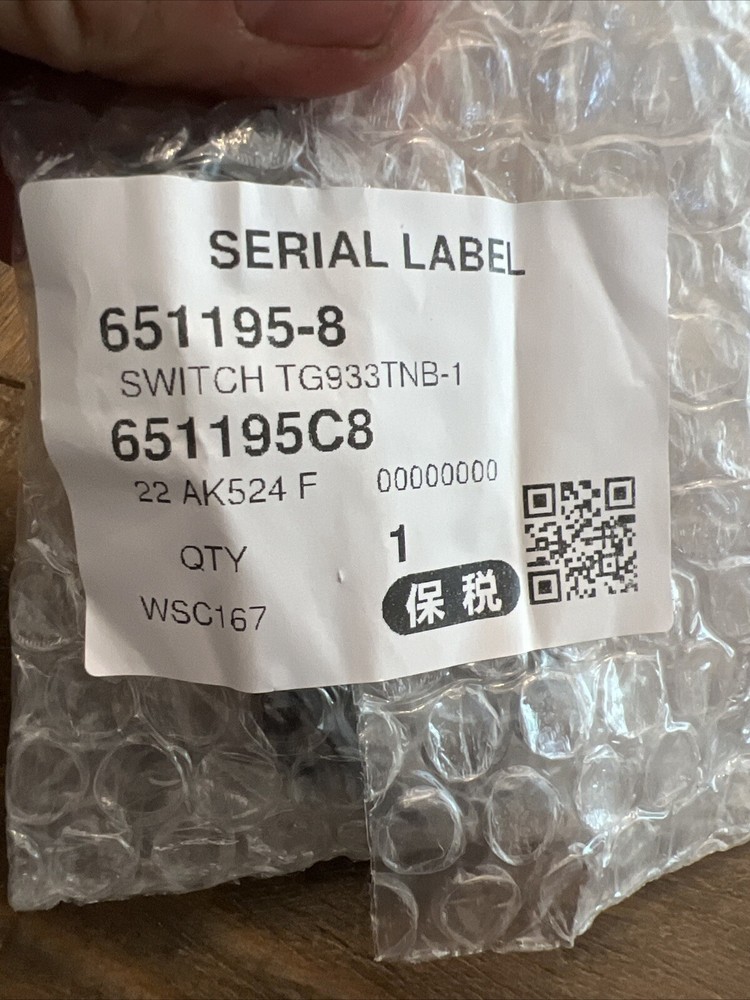 SERIAL LABEL
651195-8
SWITCH TG933TNB-1
651195C8
22 AK524 F 00000000
QTY 1
WSC167 保税